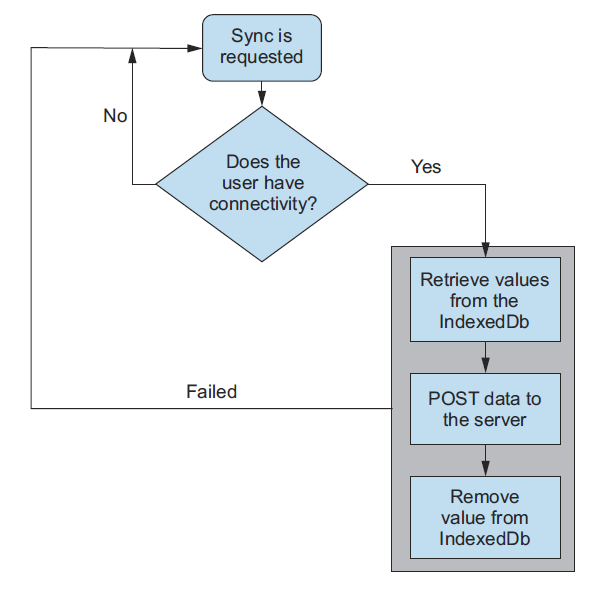 Sync is
requested
No
Does the
user have
connectivity?
Yes
Retrieve values
from the
IndexedDb
Failed
POST data to
the server
Remove
value from
IndexedDb